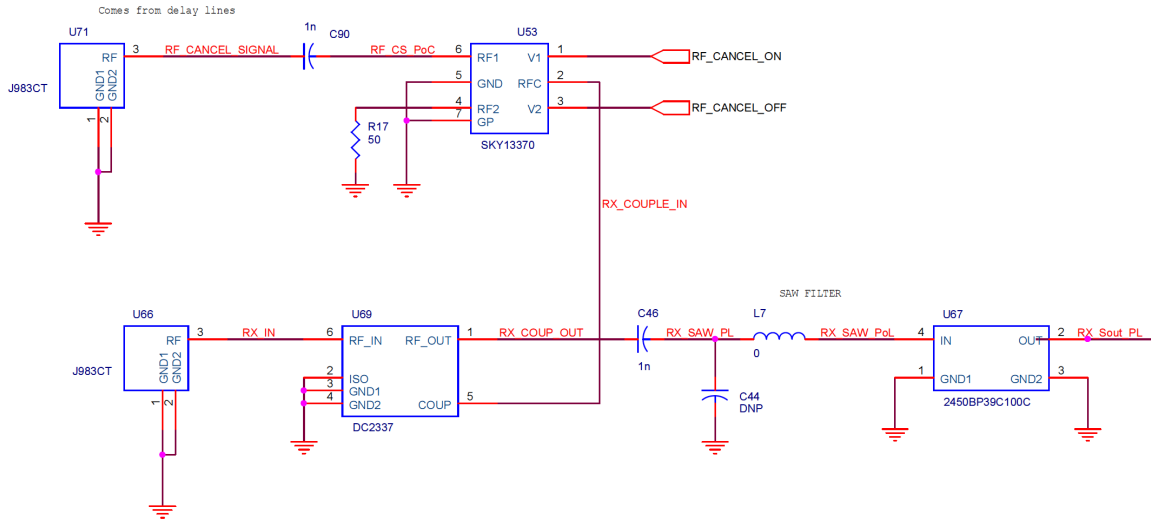 Comes from delay lines
U71
3
RF
GND1
GND2
1
2
J983CT
RF_CANCEL_SIGNAL
1n
C90
RF_CS_PoC
U53
6
RF1
5
GND
4
RF2
7
GP
V1
1
RFC
2
V2
3
SKY13370
RF_CANCEL_ON
RF_CANCEL_OFF
R17
50
RX_COUPLE_IN
U66
3
RF
GND1
GND2
1
2
J983CT
RX_IN
U69
6
RF_IN
RF_OUT
1
2
ISO
3
GND1
4
GND2
COUP
5
DC2337
RX_COUP_OUT
C46
1n
RX_SAW_PL
C44
DNP
SAW FILTER
L7
0
RX_SAW_PoL
U67
4
IN
OUT
2
1
GND1
GND2
3
2450BP39C100C
RX_Sout_PL